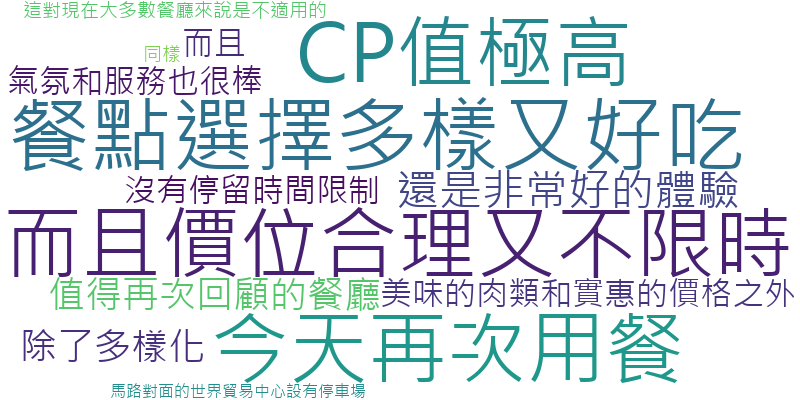 這對現在大多數餐廳來說是不適用的
同樣
而且
CP值極高
氣氛和服務也很棒
餐點選擇多樣又好吃
沒有停留時間限制
還是非常好的體驗
而且價位合理又不限時
值得再次回顧的餐廳
美味的肉類和實惠的價格之外
除了多樣化
今天再次用餐
馬路對面的世界貿易中心設有停車場